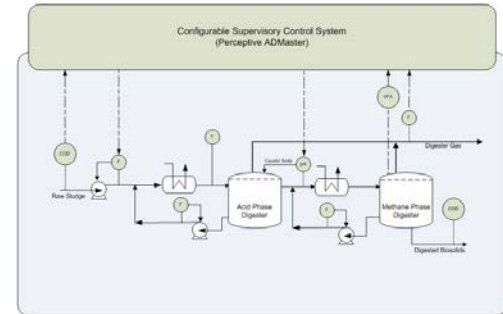 Configurable Supervisory Control System
(Perceptive ADMaster)
COD
F
T
Raw Sludge
F
Acid Phase
Digester
Caustic Soda
pH
F
VFA
F
Digester Gas
Methane Phase
Digester
COD
Digested Biosolids